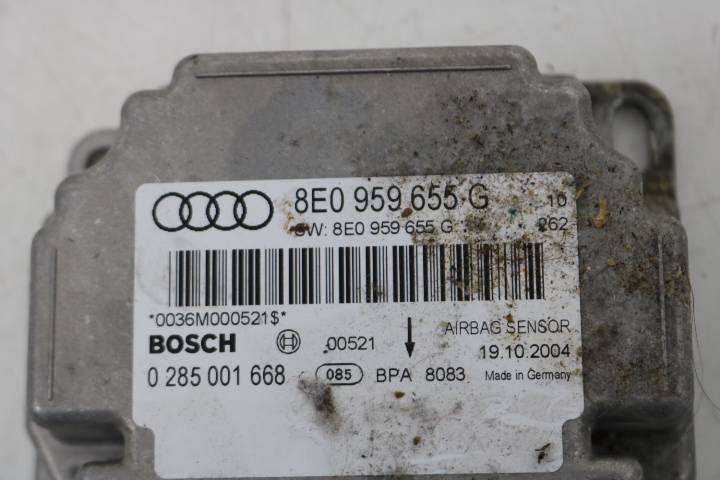 8E0 959 655 G 10
SW: 8E0 959 655 G 262
*0036M000521$*
BOSCH 00521 AIRBAG SENSOR
19.10.2004
0 285 001 668 085 BPA 8083 Made in Germany